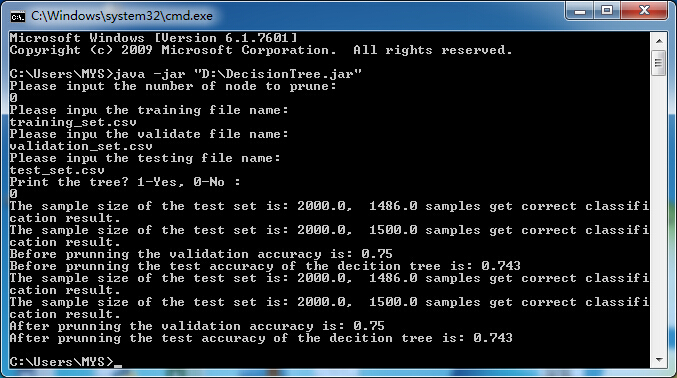 C:\Windows\system32\cmd.exe
Microsoft Windows [Version 6.1.7601]
Copyright (c) 2009 Microsoft Corporation.  All rights reserved.
C:\Users\MYS>java -jar "D:\DecisionTree.jar"
Please input the number of node to prune:
0
Please inpu the training file name:
training_set.csv
Please inpu the validate file name:
validation_set.csv
Please inpu the testing file name:
test_set.csv
Print the tree? 1-Yes, 0-No :
0
The sample size of the test set is: 2000.0,  1486.0 samples get correct classifi
cation result.
The sample size of the test set is: 2000.0,  1500.0 samples get correct classifi
cation result.
Before prunning the validation accuracy is: 0.75
Before prunning the test accuracy of the decition tree is: 0.743
The sample size of the test set is: 2000.0,  1486.0 samples get correct classifi
cation result.
The sample size of the test set is: 2000.0,  1500.0 samples get correct classifi
cation result.
After prunning the validation accuracy is: 0.75
After prunning the test accuracy of the decition tree is: 0.743
C:\Users\MYS>_